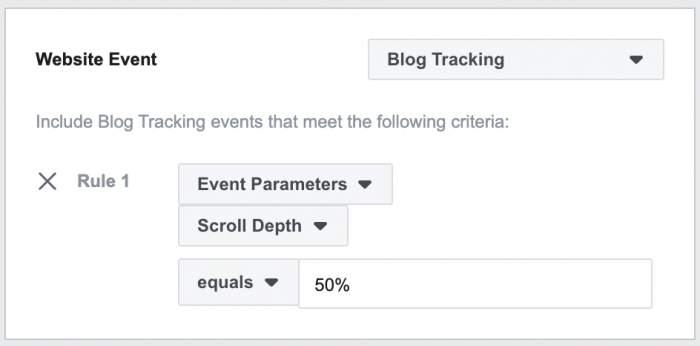 Website Event
Blog Tracking
Include Blog Tracking events that meet the following criteria:
Rule 1
Event Parameters
Scroll Depth
equals
50%